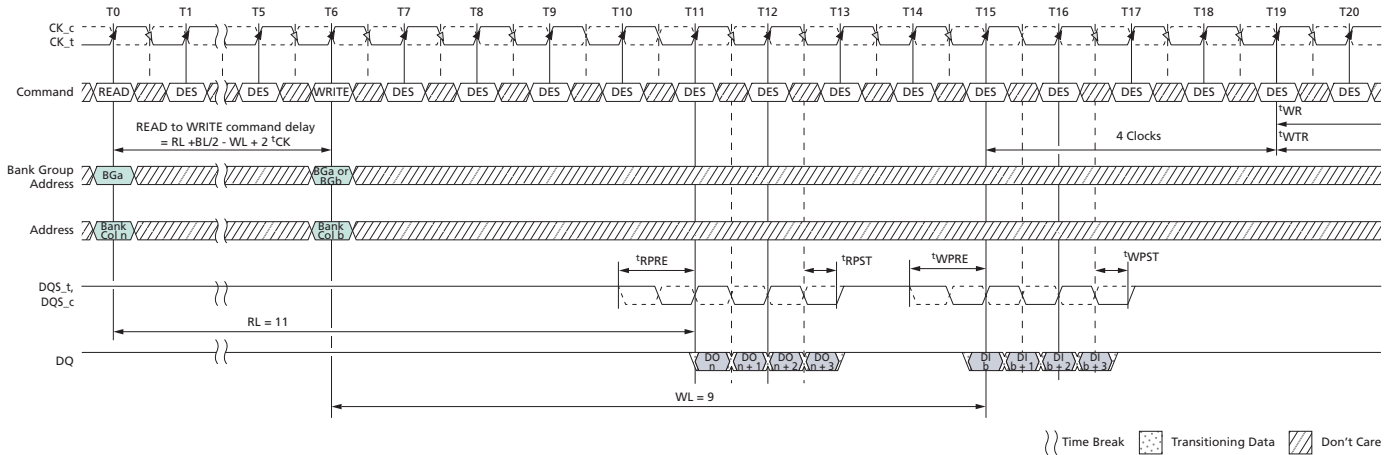 T0 T1 T5 T6 T7 T8 T9 T10 T11 T12 T13 T14 T15 T16 T17 T18 T19 T20
CK_c
CK_t
Command READ DES DES WRITE DES DES DES DES DES DES DES DES DES DES DES DES DES DES
tWR
READ to WRITE command delay
= RL +BL/2 - WL + 2 tCK
4 Clocks
tWTR
Bank Group
Address
BGa
BGa or
BGb
Address
Bank
Col n
Bank
Col b
tRPRE tRPST tWPRE tWPST
DQS_t,
DQS_c
RL = 11
DQ
DO
n
DO
n + 1
DO
n + 2
DO
n + 3
DI
b
DI
b + 1
DI
b + 2
DI
b + 3
WL = 9
Time Break Transitioning Data Don't Care